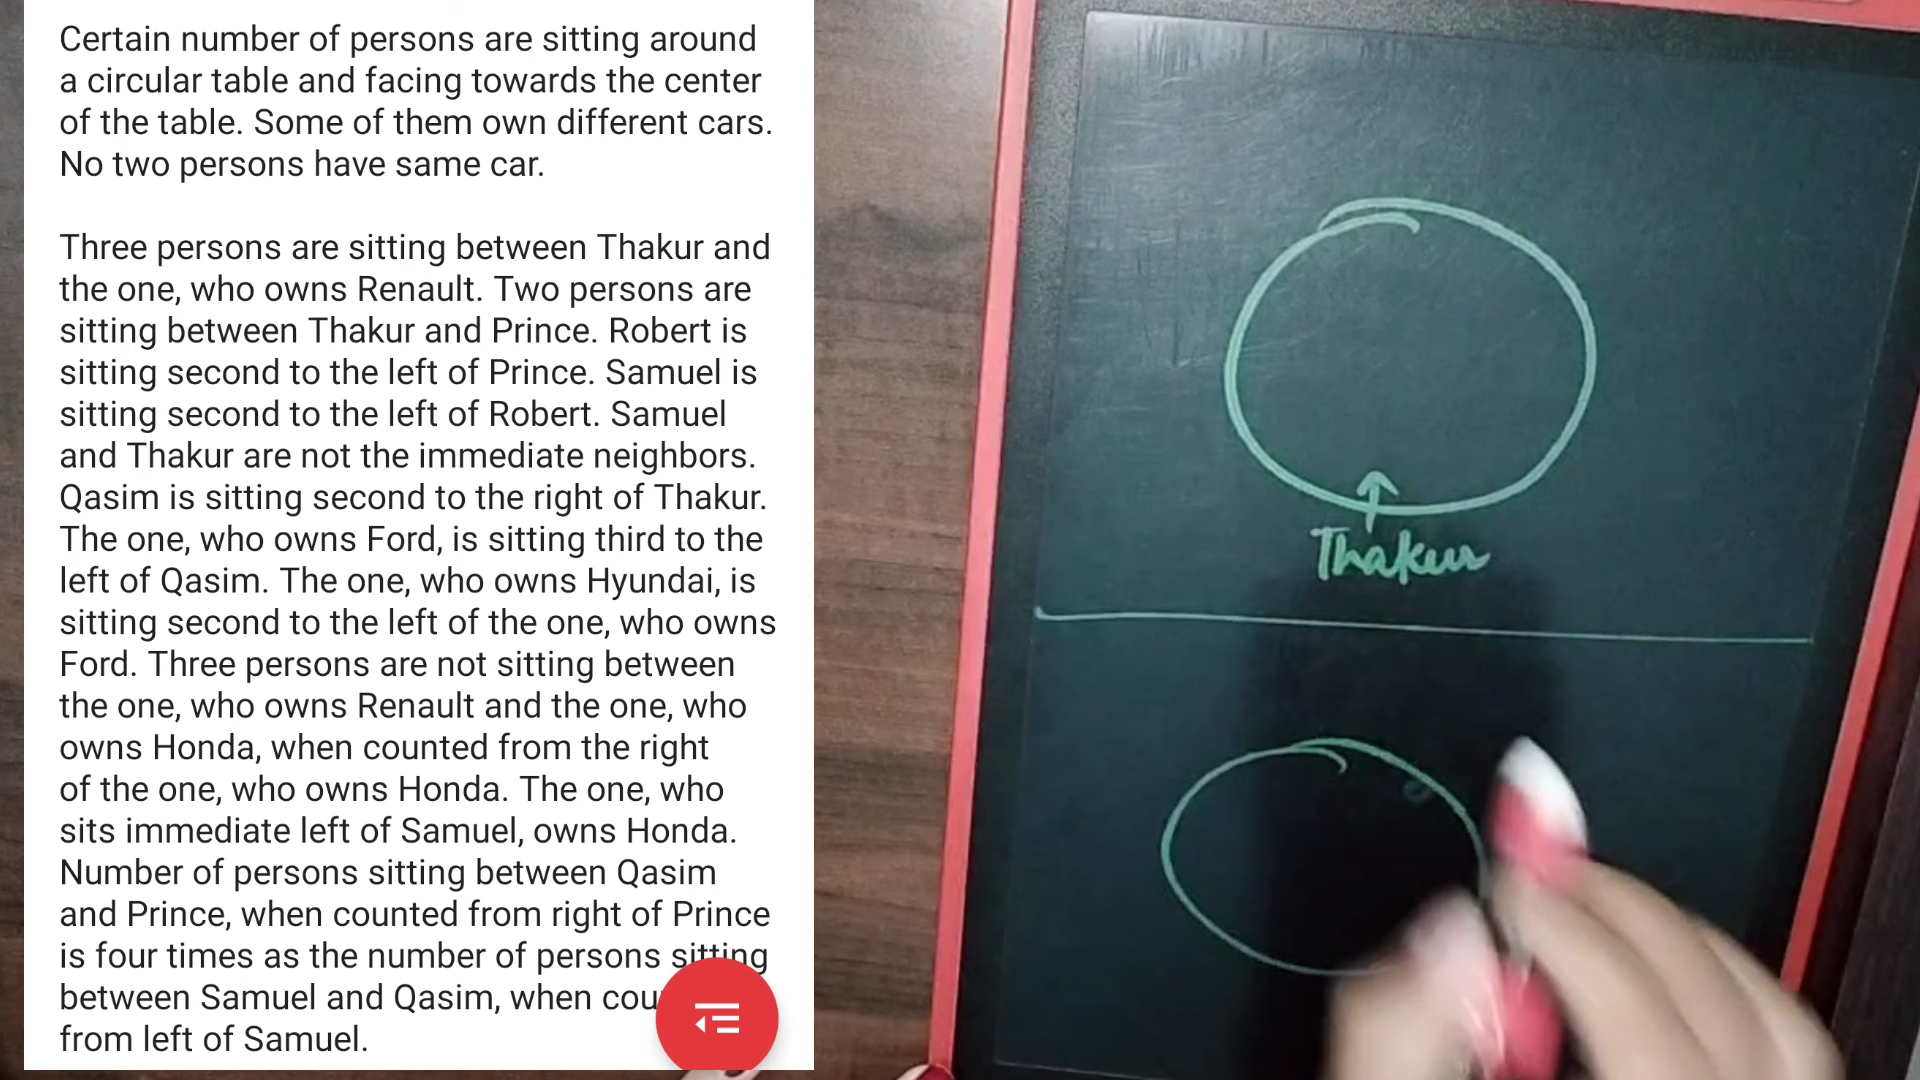 Certain number of persons are sitting around
a circular table and facing towards the center
of the table. Some of them own different cars.
No two persons have same car.
Three persons are sitting between Thakur and
the one, who owns Renault. Two persons are
sitting between Thakur and Prince. Robert is
sitting second to the left of Prince. Samuel is
sitting second to the left of Robert. Samuel
and Thakur are not the immediate neighbors.
Qasim is sitting second to the right of Thakur.
The one, who owns Ford, is sitting third to the
left of Qasim. The one, who owns Hyundai, is
sitting second to the left of the one, who owns
Ford. Three persons are not sitting between
the one, who owns Renault and the one, who
owns Honda, when counted from the right
of the one, who owns Honda. The one, who
sits immediate left of Samuel, owns Honda.
Number of persons sitting between Qasim
and Prince, when counted from right of Prince
is four times as the number of persons sitting
between Samuel and Qasim, when
from left of Samuel.
Thakur